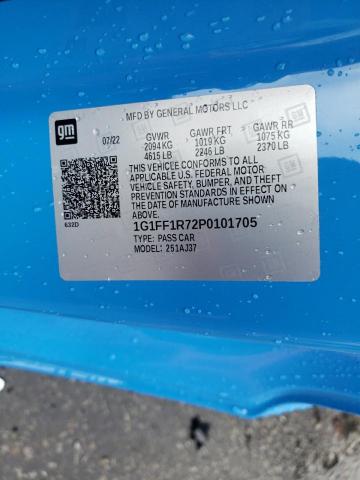 gm
MFD BY GENERAL MOTORS LLC
07/22 GVWR GAWR FRT GAWR RR
2094 KG 1019 KG 1075 KG
4615 LB 2246 LB 2370 LB
THIS VEHICLE CONFORMS TO ALL
APPLICABLE U.S. FEDERAL MOTOR
VEHICLE SAFETY, BUMPER, AND THEFT
PREVENTION STANDARDS IN EFFECT ON
THE DATE OF MANUFACTURE SHOWN
ABOVE.
632D
1G1FF1R72P0101705
TYPE: PASS CAR
MODEL: 251AJ37